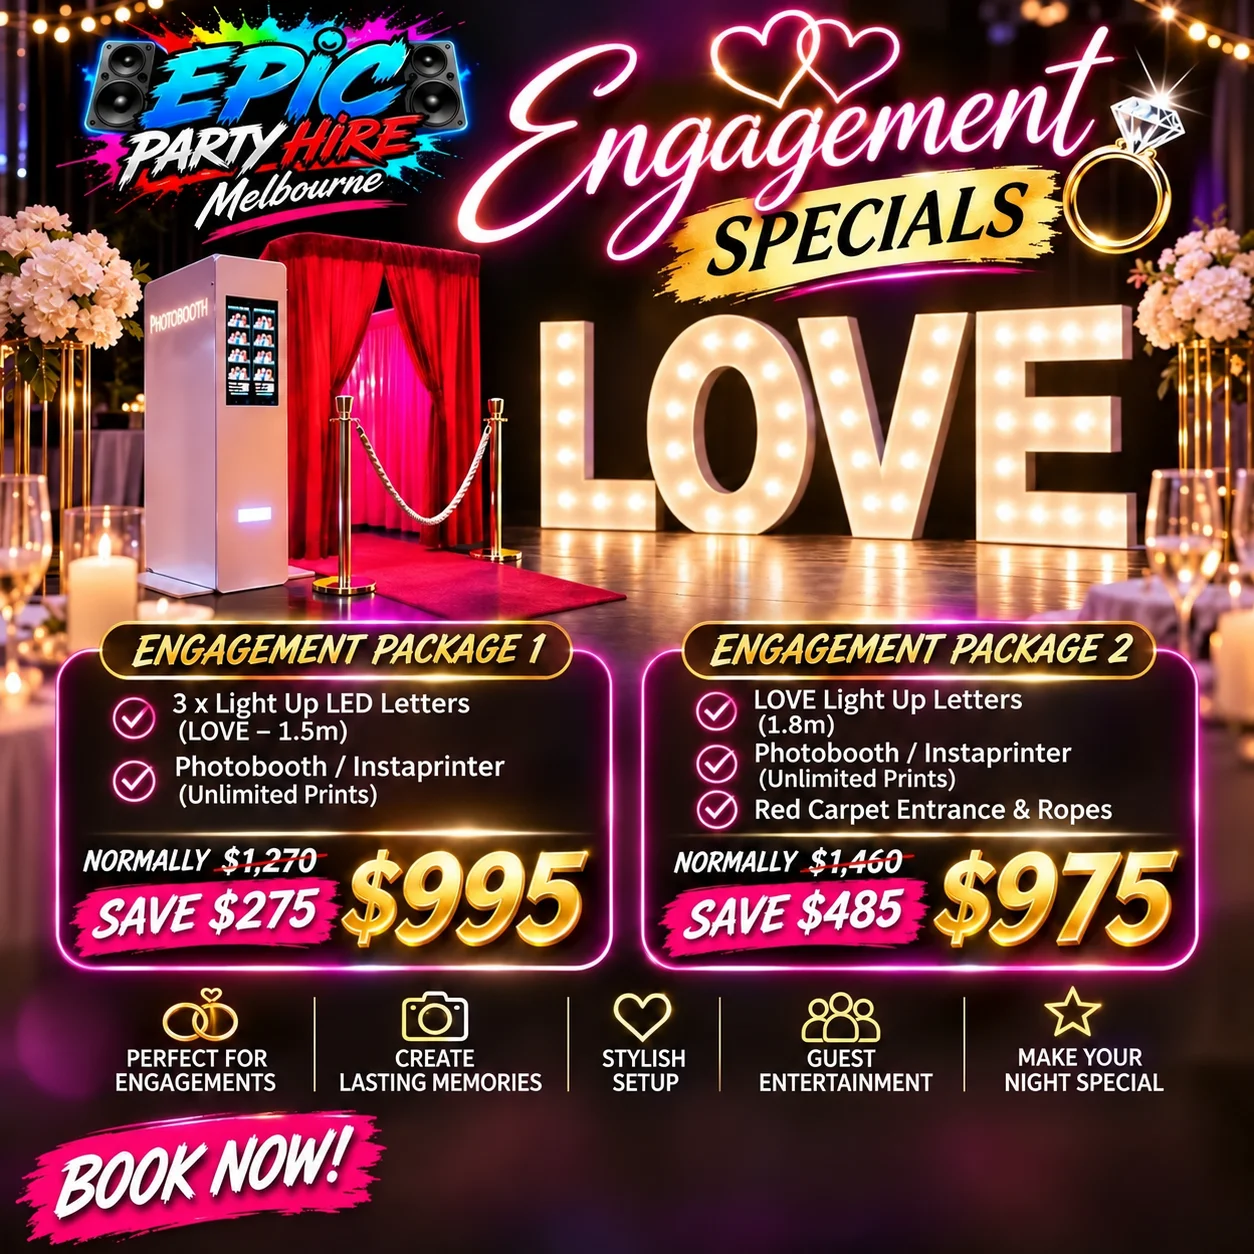 EPIC
PARTY HIRE
Melbourne
Engagement
SPECIALS
PHOTOBOOTH
LOVE
ENGAGEMENT PACKAGE 1
3 x Light Up LED Letters
(LOVE – 1.5m)
Photobooth / Instaprinter
(Unlimited Prints)
NORMALLY $1,270
SAVE $275
$995
ENGAGEMENT PACKAGE 2
LOVE Light Up Letters
(1.8m)
Photobooth / Instaprinter
(Unlimited Prints)
Red Carpet Entrance & Ropes
NORMALLY $1,460
SAVE $485
$975
PERFECT FOR
ENGAGEMENTS
CREATE
LASTING MEMORIES
STYLISH
SETUP
GUEST
ENTERTAINMENT
MAKE YOUR
NIGHT SPECIAL
BOOK NOW!